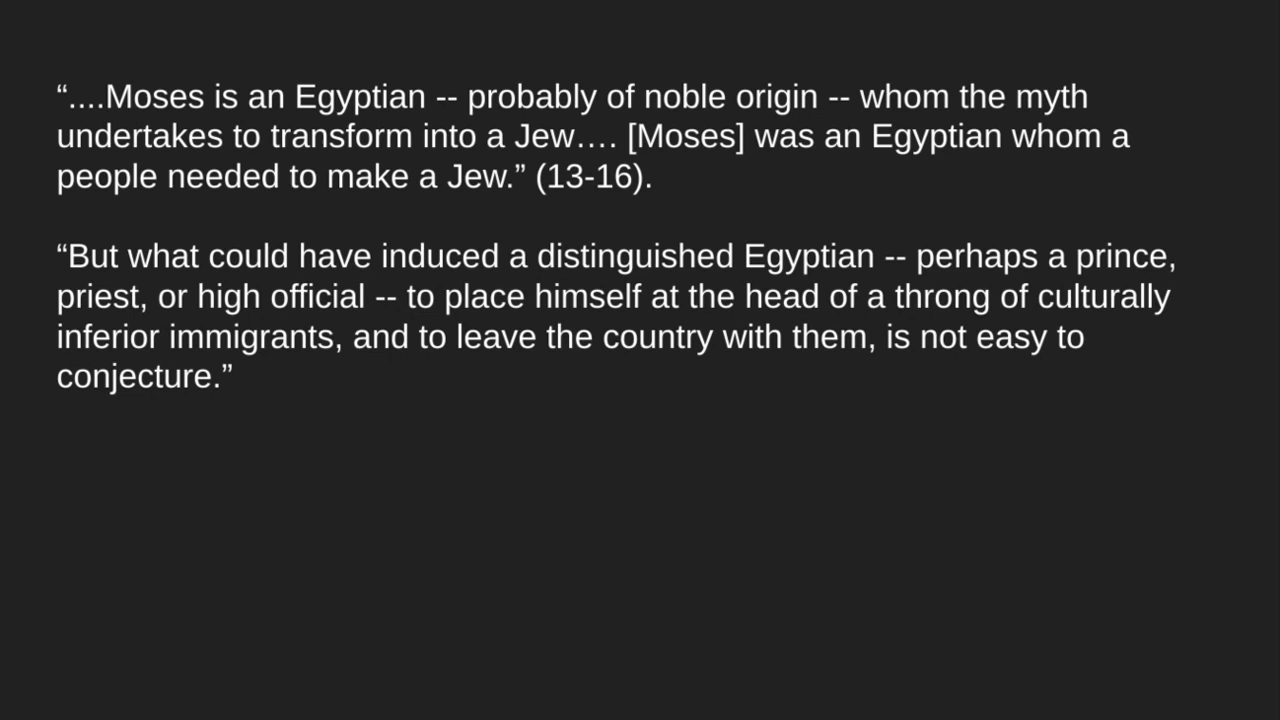 “....Moses is an Egyptian -- probably of noble origin -- whom the myth
undertakes to transform into a Jew…. [Moses] was an Egyptian whom a
people needed to make a Jew.” (13-16).
“But what could have induced a distinguished Egyptian -- perhaps a prince,
priest, or high official -- to place himself at the head of a throng of culturally
inferior immigrants, and to leave the country with them, is not easy to
conjecture.”